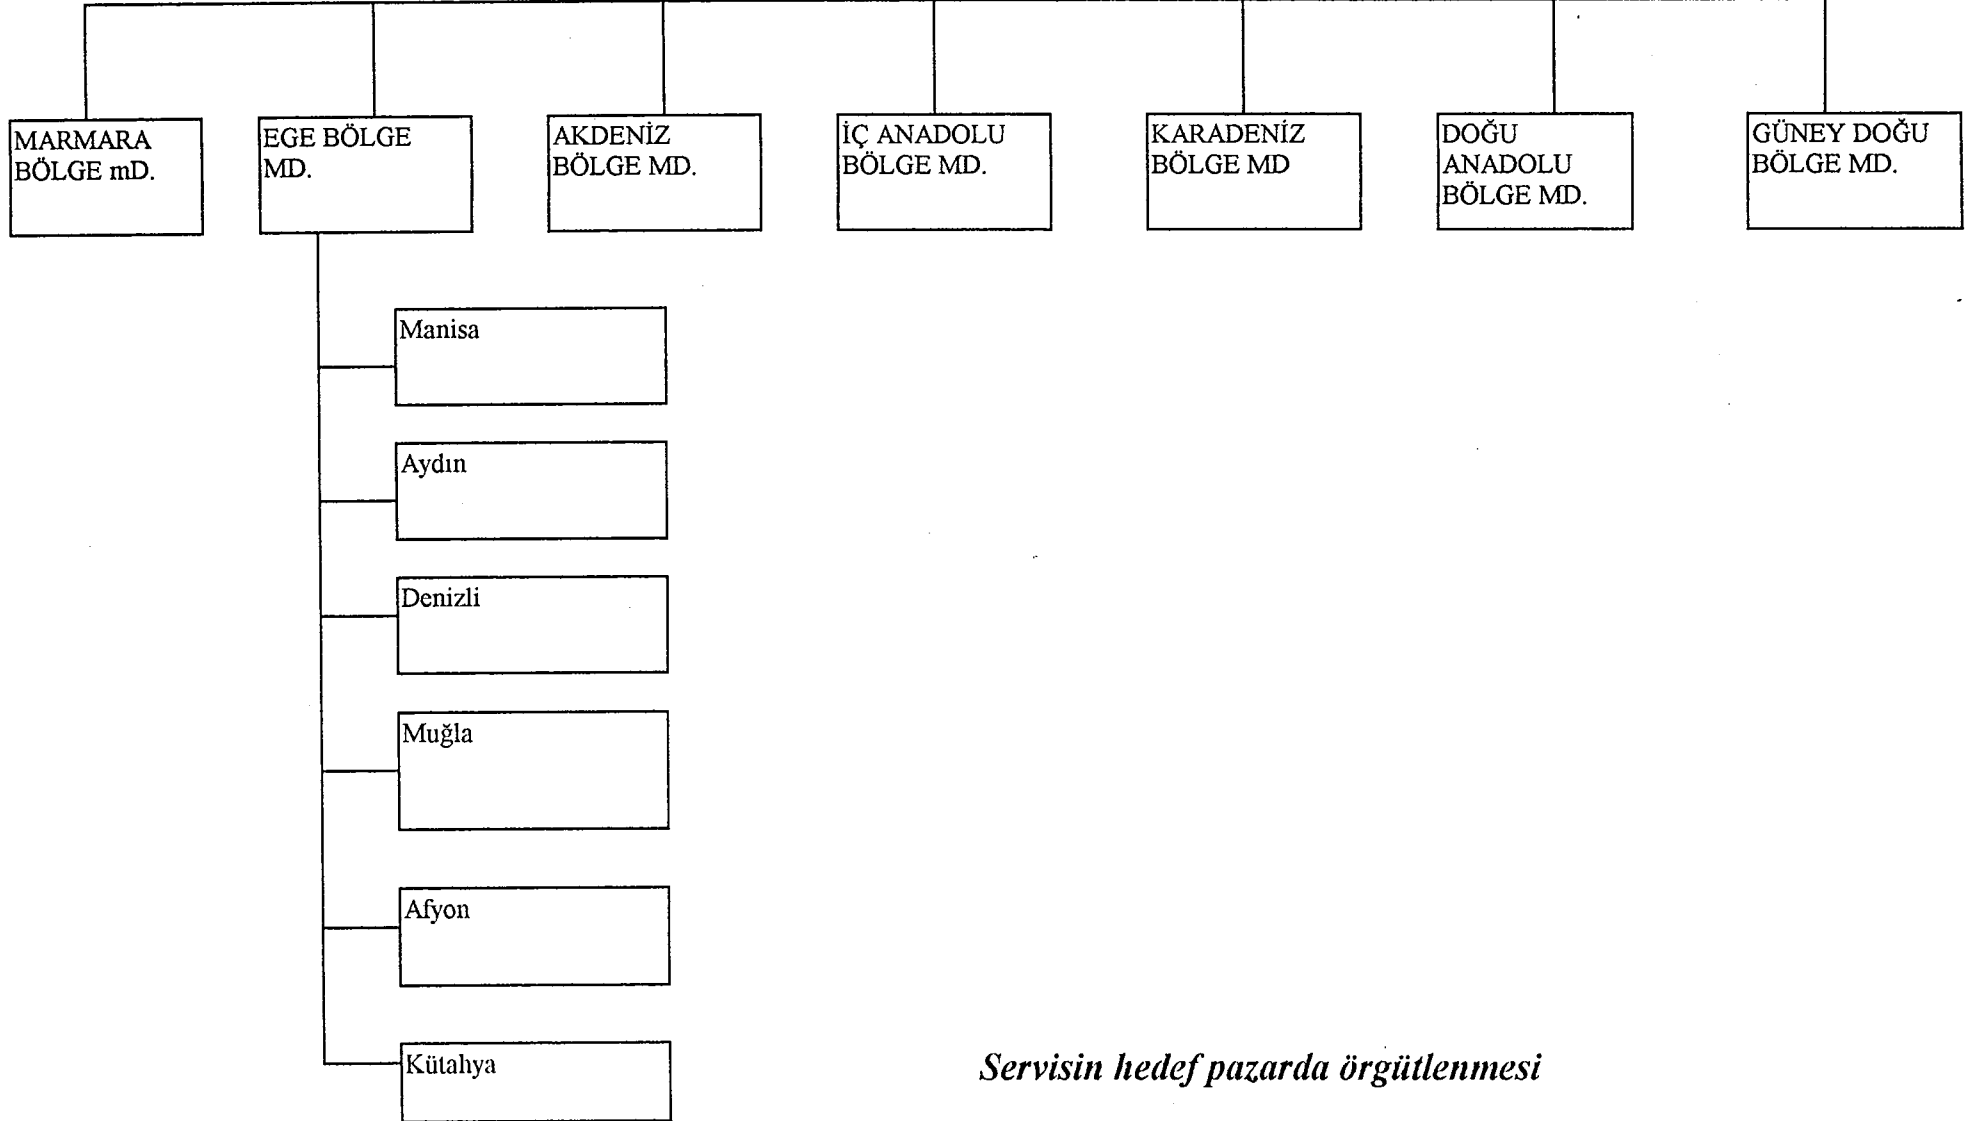 MARMARA
BÖLGE mD.
EGE BÖLGE
MD.
AKDENİZ
BÖLGE MD.
İÇ ANADOLU
BÖLGE MD.
KARADENİZ
BÖLGE MD
DOĞU
ANADOLU
BÖLGE MD.
GÜNEY DOĞU
BÖLGE MD.
Manisa
Aydın
Denizli
Muğla
Afyon
Kütahya
Servisin hedef pazarda örgütlenmesi